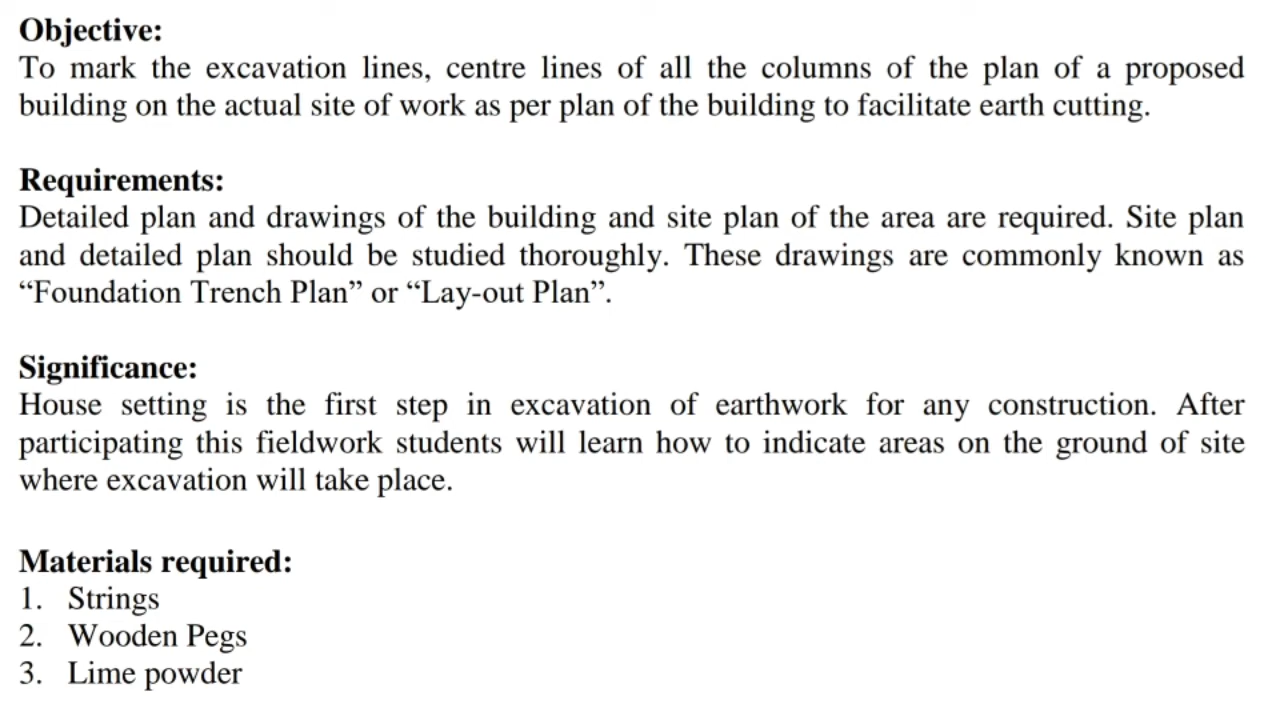 Objective:
To mark the excavation lines, centre lines of all the columns of the plan of a proposed
building on the actual site of work as per plan of the building to facilitate earth cutting.
Requirements:
Detailed plan and drawings of the building and site plan of the area are required. Site plan
and detailed plan should be studied thoroughly. These drawings are commonly known as
“Foundation Trench Plan” or “Lay-out Plan”.
Significance:
House setting is the first step in excavation of earthwork for any construction. After
participating this fieldwork students will learn how to indicate areas on the ground of site
where excavation will take place.
Materials required:
1. Strings
2. Wooden Pegs
3. Lime powder